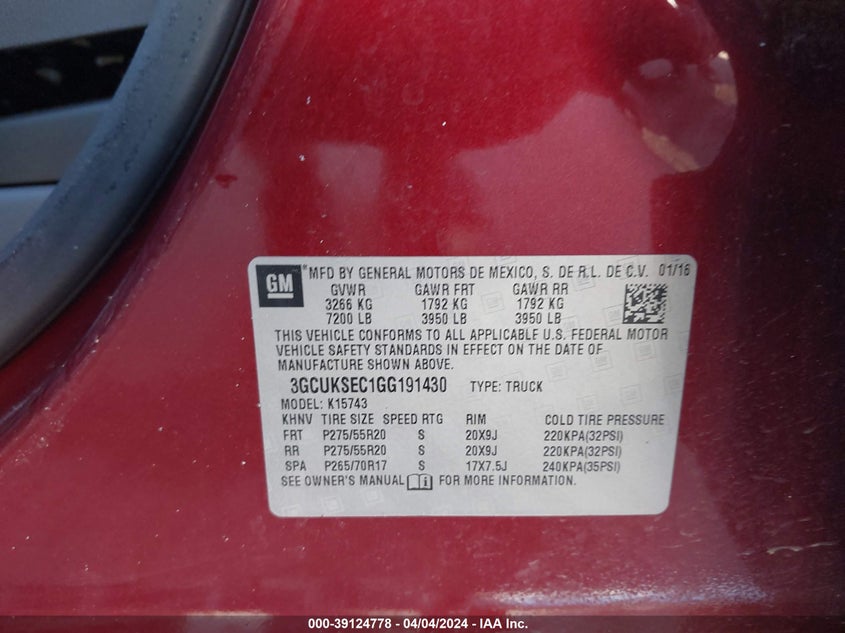 GM *MFD BY GENERAL MOTORS DE MEXICO, S. DE R.L. DE C.V. 01/16
GVWR GAWR FRT GAWR RR
3266 KG 1792 KG 1792 KG
7200 LB 3950 LB 3950 LB
THIS VEHICLE CONFORMS TO ALL APPLICABLE U.S. FEDERAL MOTOR
VEHICLE SAFETY STANDARDS IN EFFECT ON THE DATE OF
MANUFACTURE SHOWN ABOVE.
3GCUKSEC1GG191430 TYPE: TRUCK
MODEL: K15743
KHNV TIRE SIZE SPEED RTG RIM COLD TIRE PRESSURE
FRT P275/55R20 S 20X9J 220KPA(32PSI)
RR P275/55R20 S 20X9J 220KPA(32PSI)
SPA P265/70R17 S 17X7.5J 240KPA(35PSI)
SEE OWNER'S MANUAL i FOR MORE INFORMATION.
000-39124778 - 04/04/2024 - IAA Inc.